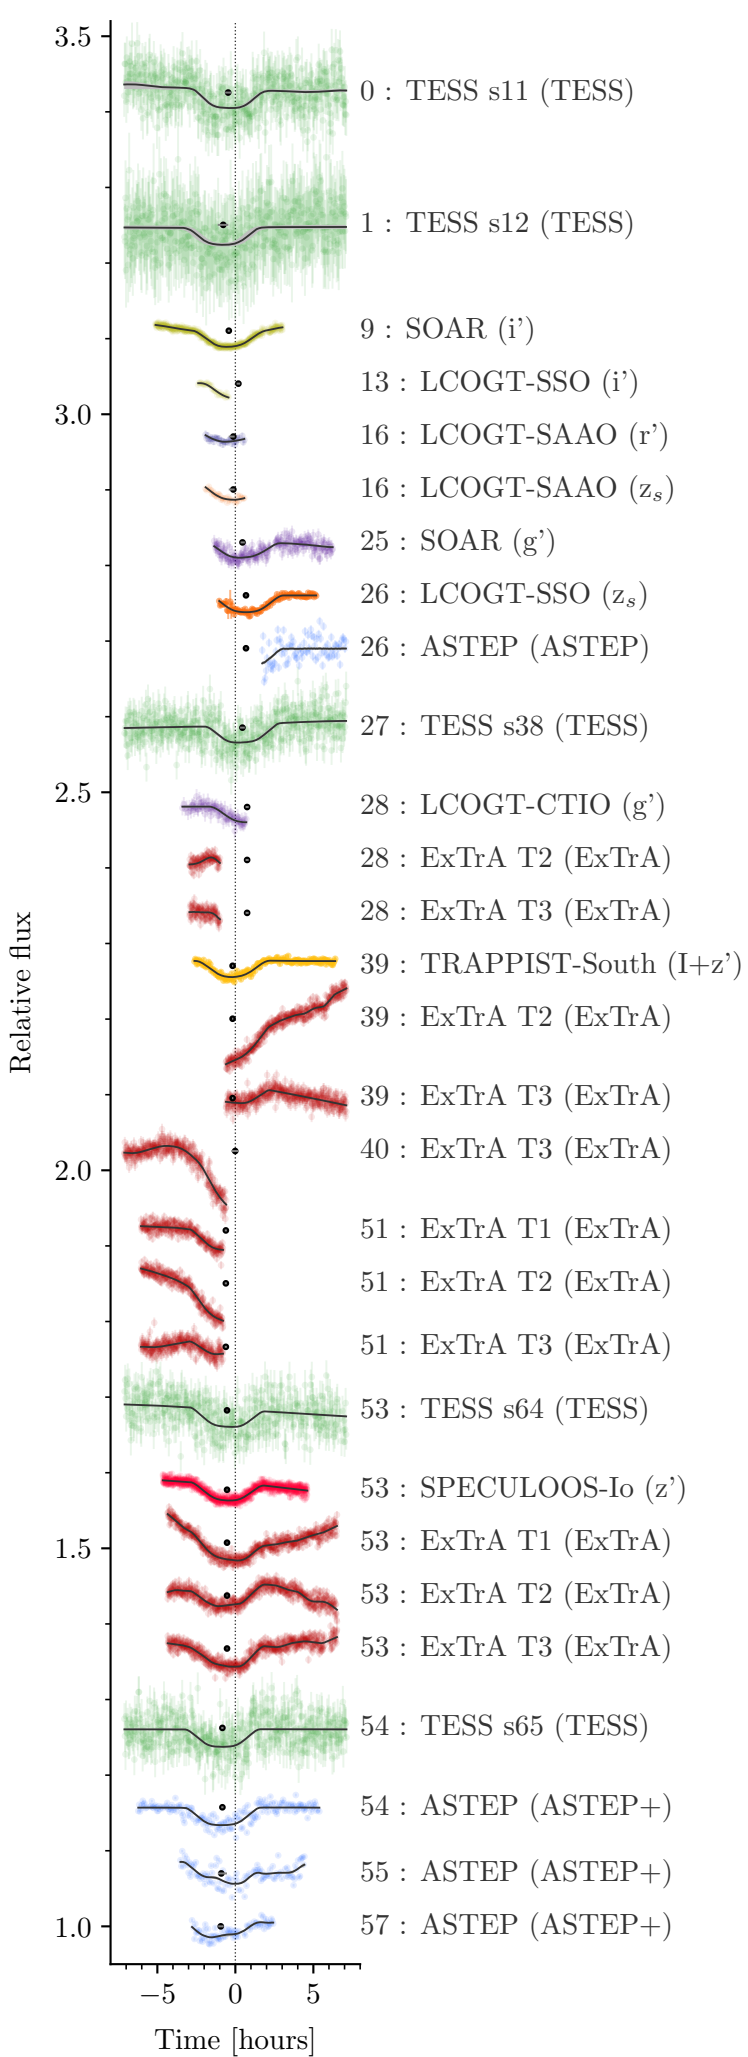 3.5
0 : TESS s11 (TESS)
1 : TESS s12 (TESS)
9 : SOAR (i')
13 : LCOGT-SSO (i')
3.0
16 : LCOGT-SAAO (r')
16 : LCOGT-SAAO (zₛ)
25 : SOAR (g')
26 : LCOGT-SSO (zₛ)
26 : ASTEP (ASTEP)
27 : TESS s38 (TESS)
2.5
28 : LCOGT-CTIO (g')
28 : ExTrA T2 (ExTrA)
28 : ExTrA T3 (ExTrA)
39 : TRAPPIST-South (I+z')
Relative flux
39 : ExTrA T2 (ExTrA)
39 : ExTrA T3 (ExTrA)
40 : ExTrA T3 (ExTrA)
2.0
51 : ExTrA T1 (ExTrA)
51 : ExTrA T2 (ExTrA)
51 : ExTrA T3 (ExTrA)
53 : TESS s64 (TESS)
53 : SPECULOOS-Io (z')
1.5
53 : ExTrA T1 (ExTrA)
53 : ExTrA T2 (ExTrA)
53 : ExTrA T3 (ExTrA)
54 : TESS s65 (TESS)
54 : ASTEP (ASTEP+)
55 : ASTEP (ASTEP+)
1.0
57 : ASTEP (ASTEP+)
−5 0 5
Time [hours]